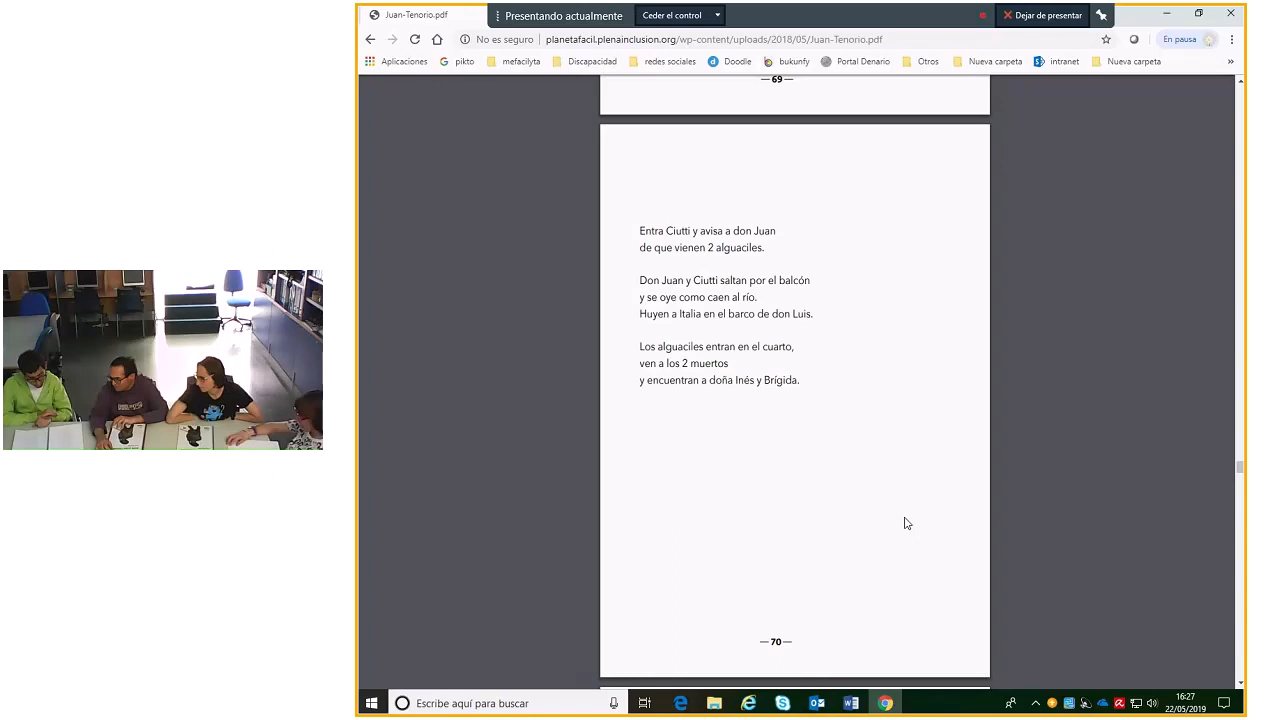 Juan-Tenorio.pdf
Presentando actualmente
Ceder el control
Dejar de presentar
No es seguro
planetafacil.plenainclusion.org/wp-content/uploads/2018/05/Juan-Tenorio.pdf
En pausa
Aplicaciones
pikto
mefacilyta
Discapacidad
redes sociales
Doodle
bukunfy
Portal Denario
Otros
Nueva carpeta
intranet
Nueva carpeta
»
— 69 —
Entra Ciutti y avisa a don Juan
de que vienen 2 alguaciles.
Don Juan y Ciutti saltan por el balcón
y se oye como caen al río.
Huyen a Italia en el barco de don Luis.
Los alguaciles entran en el cuarto,
ven a los 2 muertos
y encuentran a doña Inés y Brígida.
— 70 —
Escribe aquí para buscar
16:27
22/05/2019